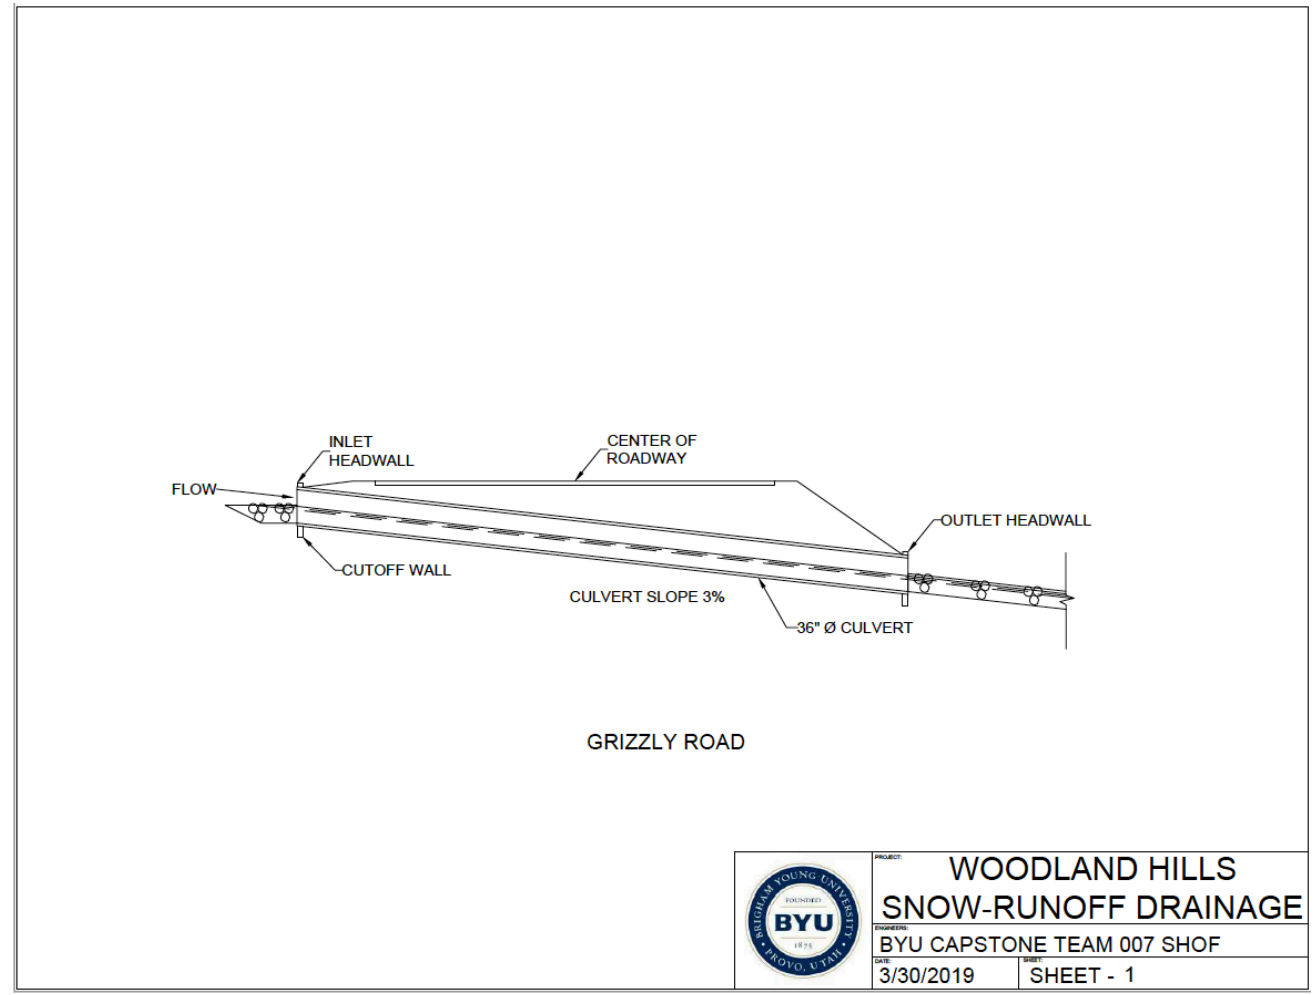 INLET
HEADWALL
CENTER OF
ROADWAY
FLOW
OUTLET HEADWALL
CUTOFF WALL
CULVERT SLOPE 3%
36" Ø CULVERT
GRIZZLY ROAD
BRIGHAM YOUNG UNIVERSITY
FOUNDED
BYU
1875
PROVO, UTAH
PROJECT:
WOODLAND HILLS
SNOW-RUNOFF DRAINAGE
ENGINEERS:
BYU CAPSTONE TEAM 007 SHOF
DATE:
3/30/2019
SHEET:
SHEET - 1